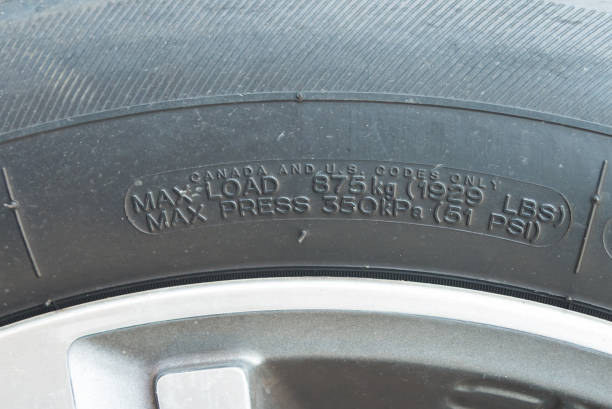 CANADA AND U.S. CODES ONLY
MAX LOAD 875kg (1929 LBS)
MAX PRESS 350kPa (51 PSI)